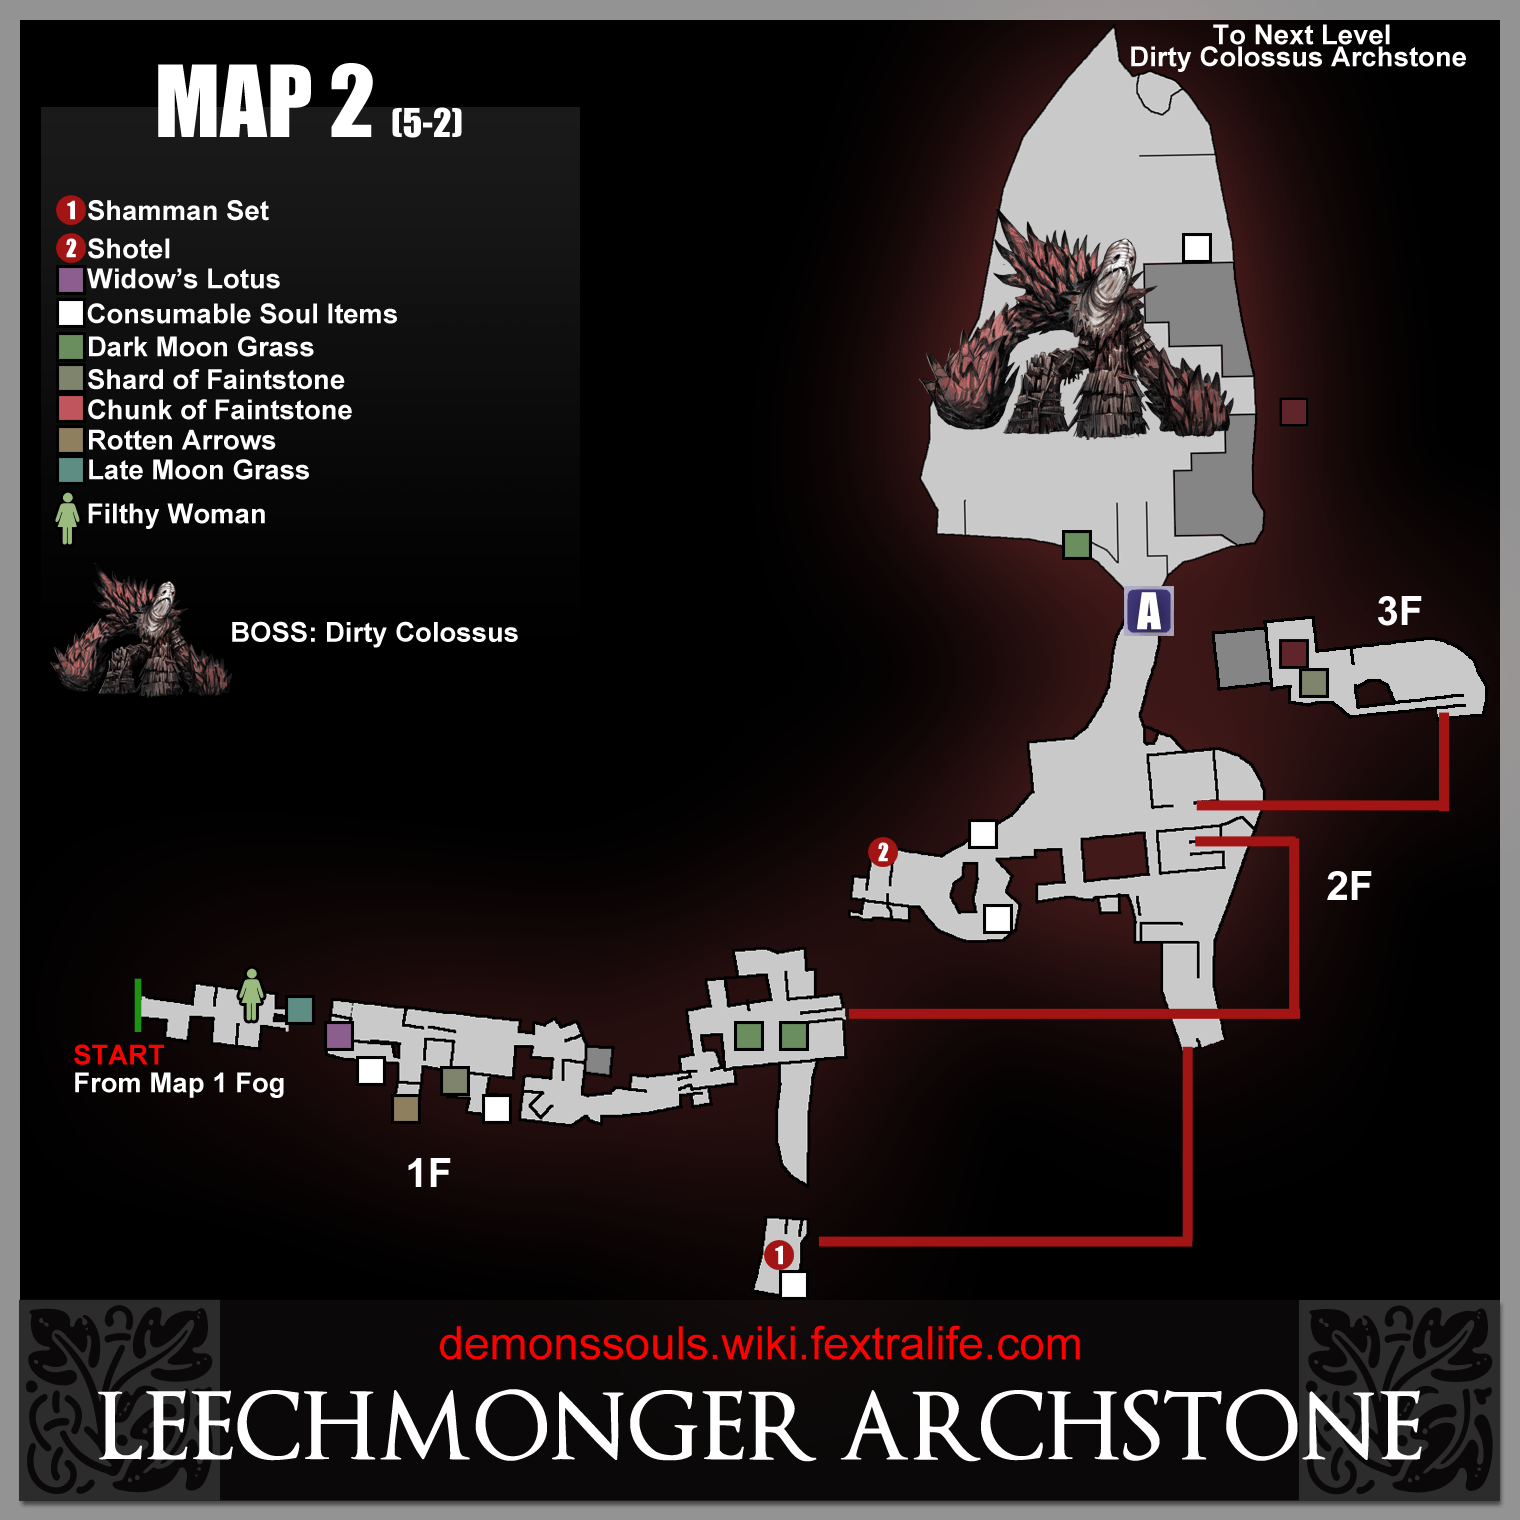 To Next Level
Dirty Colossus Archstone
MAP 2 (5-2)
1 Shamman Set
2 Shotel
Widow's Lotus
Consumable Soul Items
Dark Moon Grass
Shard of Faintstone
Chunk of Faintstone
Rotten Arrows
Late Moon Grass
Filthy Woman
BOSS: Dirty Colossus
A
3F
2
2F
START
From Map 1 Fog
1F
1
demonssouls.wiki.fextralife.com
LEECHMONGER ARCHSTONE